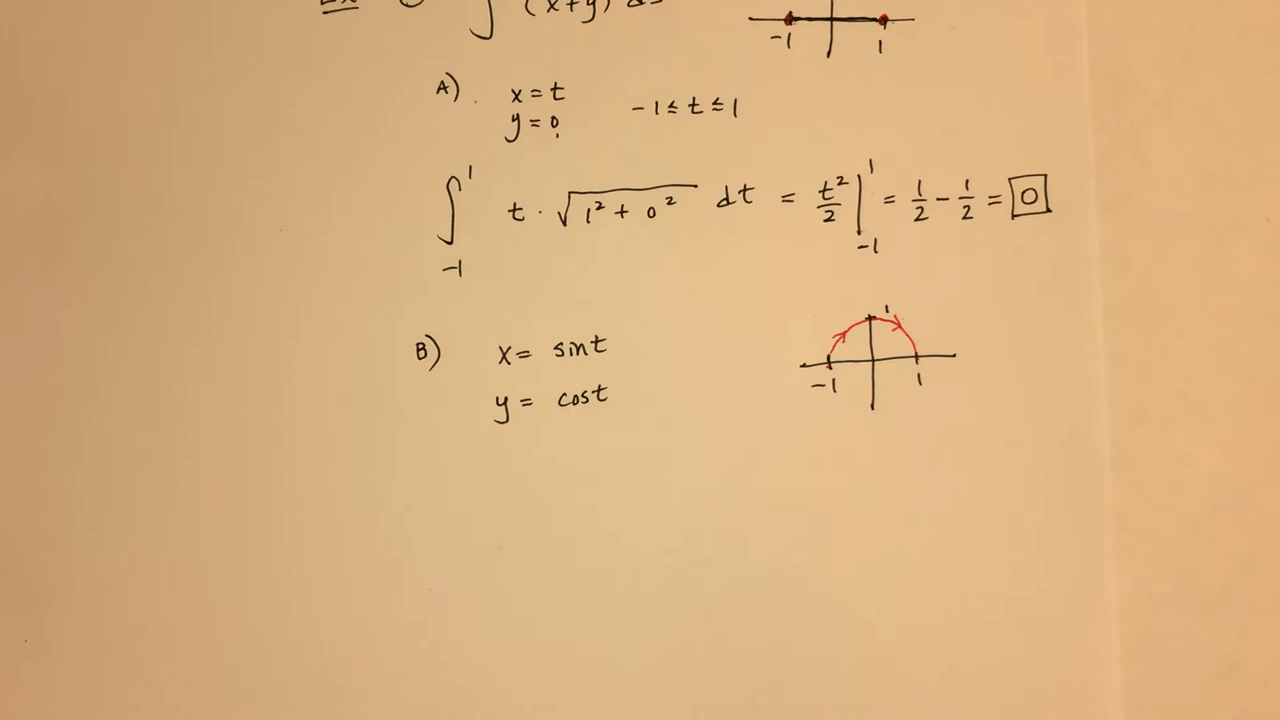 ∫ (x+y) ds
-1 1
A) x = t
y = 0
-1 ≤ t ≤ 1
∫_{-1}^{1} t · √(1² + 0²) dt = t²/2 |_{-1}^{1} = 1/2 - 1/2 = 0
B) x = sin t
y = cos t
1
-1 1